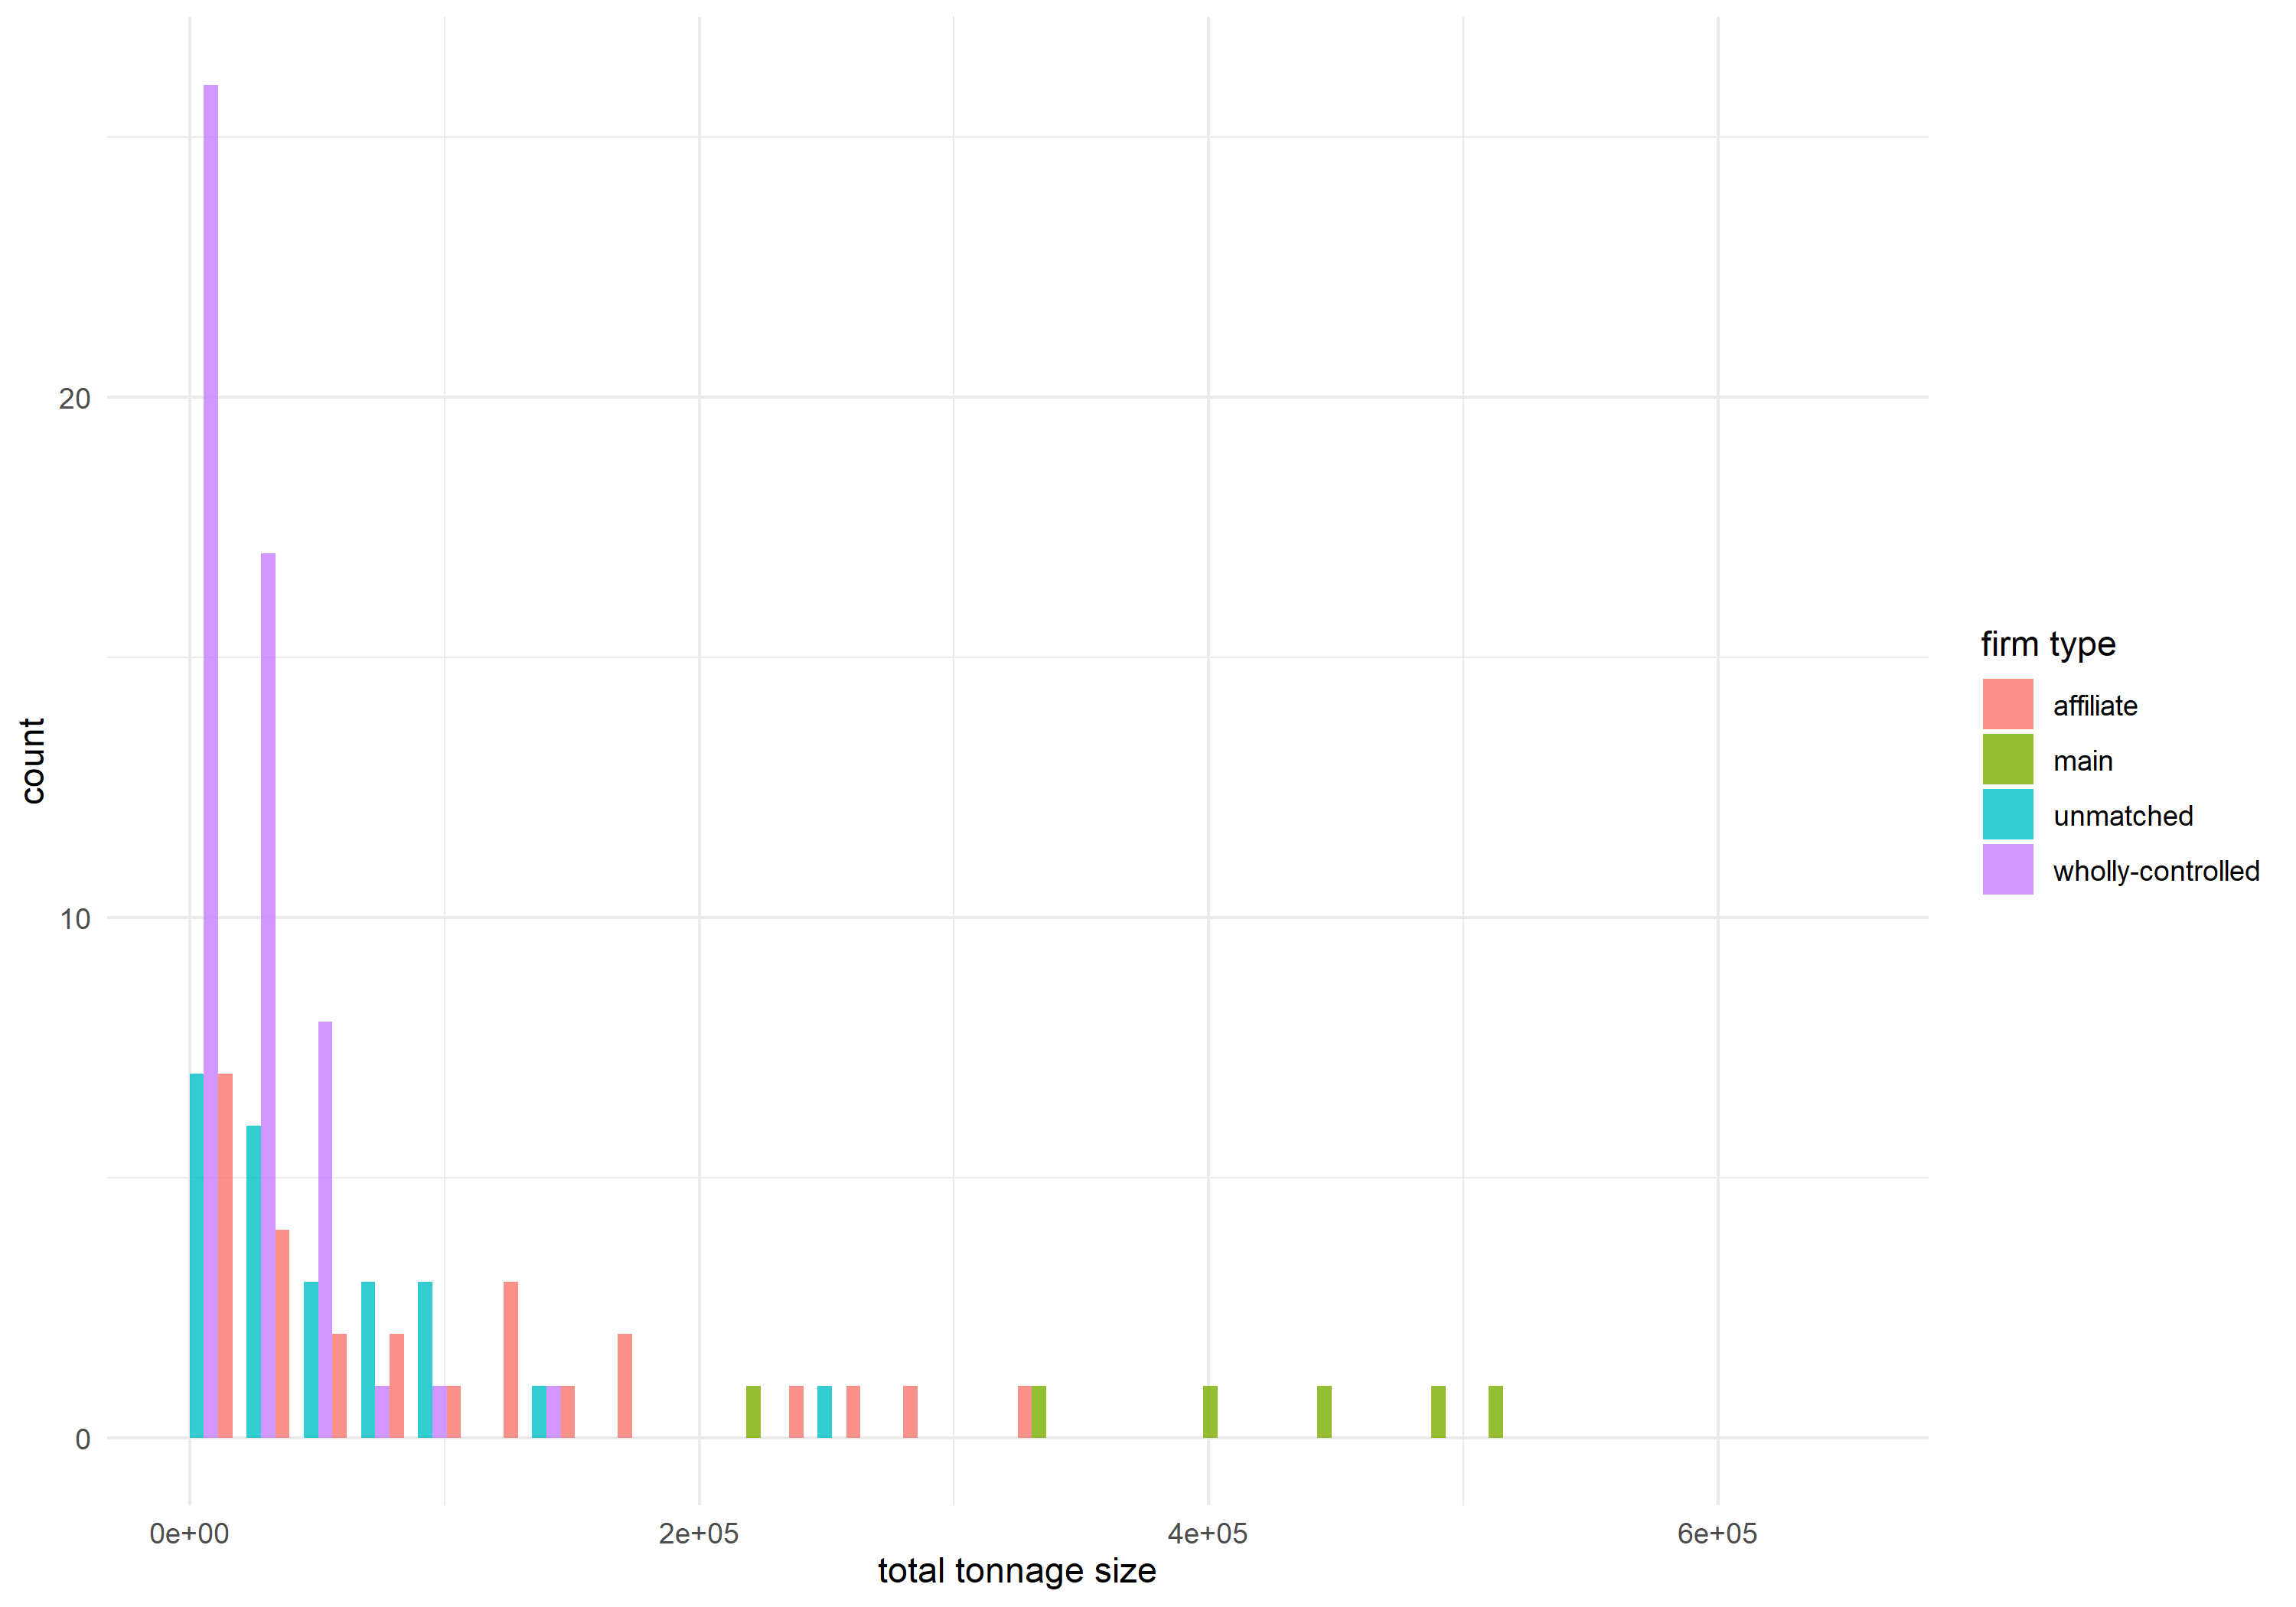 20
10
0
count
0e+00
2e+05
4e+05
6e+05
total tonnage size
firm type
affiliate
main
unmatched
wholly-controlled